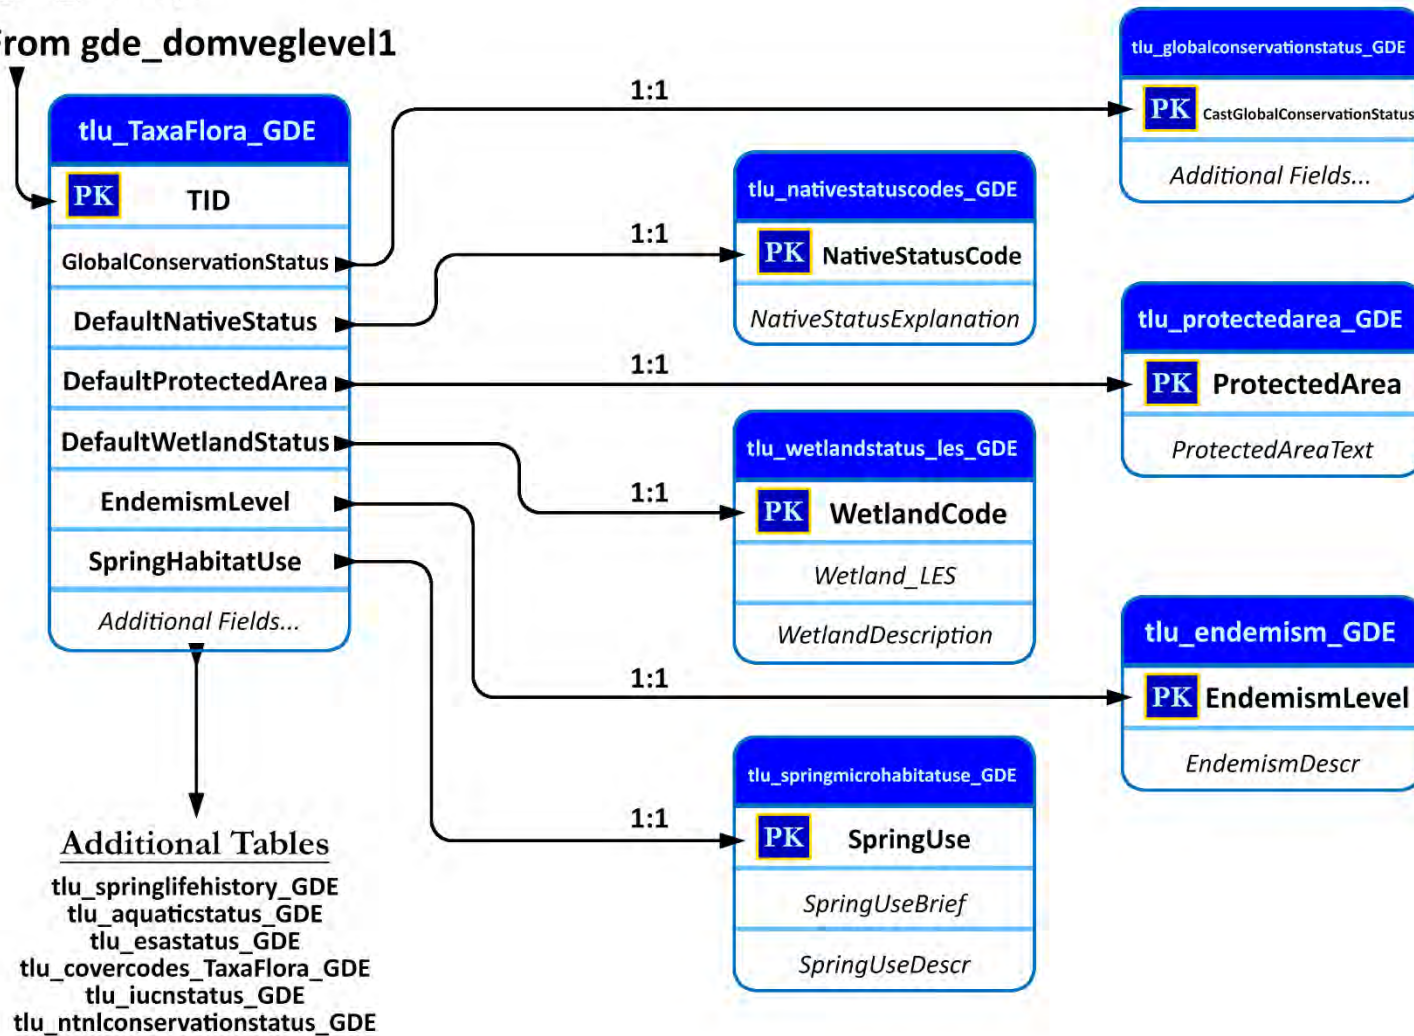 From gde_domveglevel1
tlu_TaxaFlora_GDE
PK TID
GlobalConservationStatus
DefaultNativeStatus
DefaultProtectedArea
DefaultWetlandStatus
EndemismLevel
SpringHabitatUse
Additional Fields...
Additional Tables
tlu_springlifehistory_GDE
tlu_aquaticstatus_GDE
tlu_esastatus_GDE
tlu_covercodes_TaxaFlora_GDE
tlu_iucnstatus_GDE
tlu_ntnlconservationstatus_GDE
1:1
1:1
1:1
1:1
1:1
1:1
tlu_nativestatuscodes_GDE
PK NativeStatusCode
NativeStatusExplanation
tlu_wetlandstatus_les_GDE
PK WetlandCode
Wetland_LES
WetlandDescription
tlu_springmicrohabitatuse_GDE
PK SpringUse
SpringUseBrief
SpringUseDescr
tlu_globalconservationstatus_GDE
PK CastGlobalConservationStatus
Additional Fields...
tlu_protectedarea_GDE
PK ProtectedArea
ProtectedAreaText
tlu_endemism_GDE
PK EndemismLevel
EndemismDescr